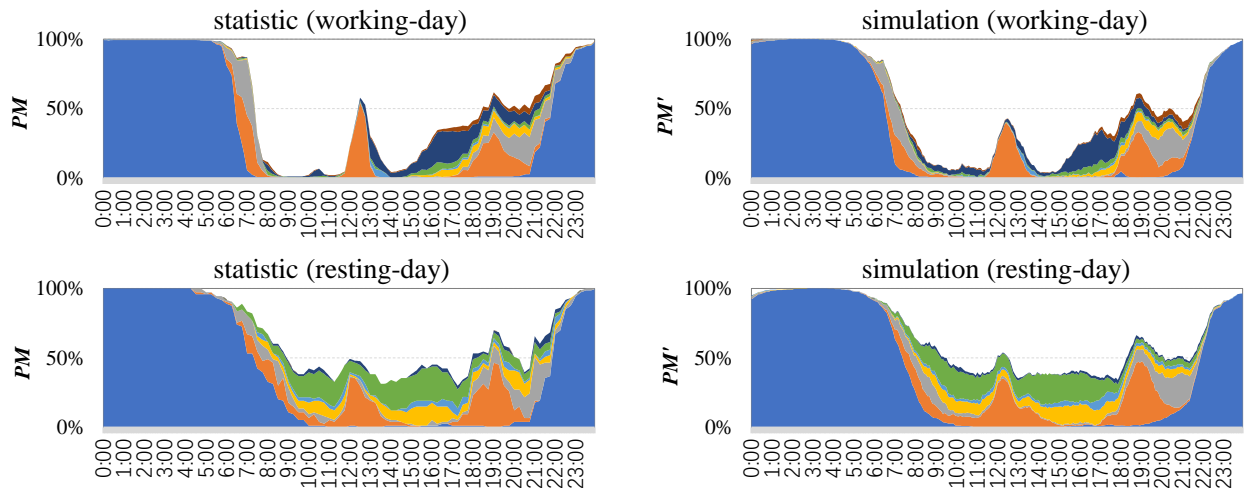 statistic (working-day)
100%
50%
0%
PM
0:00 1:00 2:00 3:00 4:00 5:00 6:00 7:00 8:00 9:00 10:00 11:00 12:00 13:00 14:00 15:00 16:00 17:00 18:00 19:00 20:00 21:00 22:00 23:00
simulation (working-day)
100%
50%
0%
PM'
0:00 1:00 2:00 3:00 4:00 5:00 6:00 7:00 8:00 9:00 10:00 11:00 12:00 13:00 14:00 15:00 16:00 17:00 18:00 19:00 20:00 21:00 22:00 23:00
statistic (resting-day)
100%
50%
0%
PM
0:00 1:00 2:00 3:00 4:00 5:00 6:00 7:00 8:00 9:00 10:00 11:00 12:00 13:00 14:00 15:00 16:00 17:00 18:00 19:00 20:00 21:00 22:00 23:00
simulation (resting-day)
100%
50%
0%
PM'
0:00 1:00 2:00 3:00 4:00 5:00 6:00 7:00 8:00 9:00 10:00 11:00 12:00 13:00 14:00 15:00 16:00 17:00 18:00 19:00 20:00 21:00 22:00 23:00